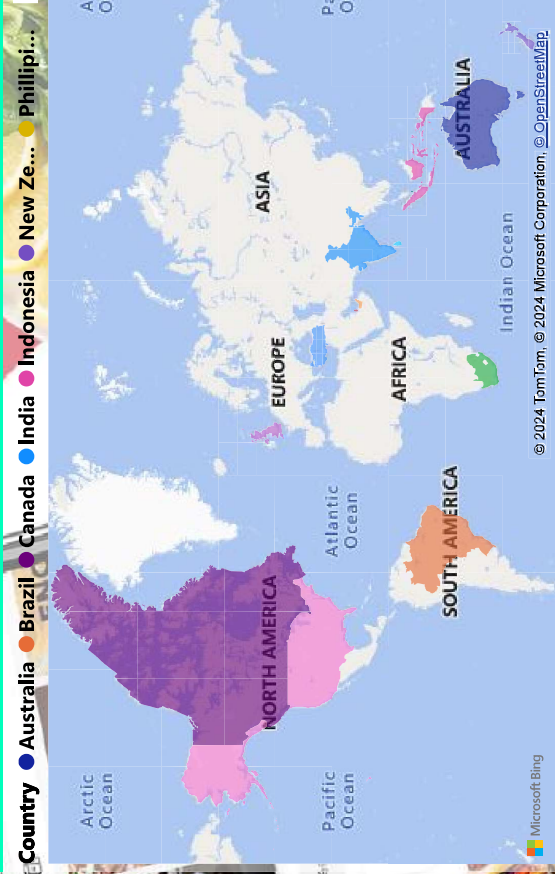 Country Australia Brazil Canada India Indonesia New Ze... Phillipi...
Arctic
Ocean
ASIA
EUROPE
NORTH AMERICA
Atlantic
Ocean
Pacific
Ocean
AFRICA
SOUTH AMERICA
AUSTRALIA
Indian Ocean
Microsoft Bing
© 2024 TomTom, © 2024 Microsoft Corporation, © OpenStreetMap